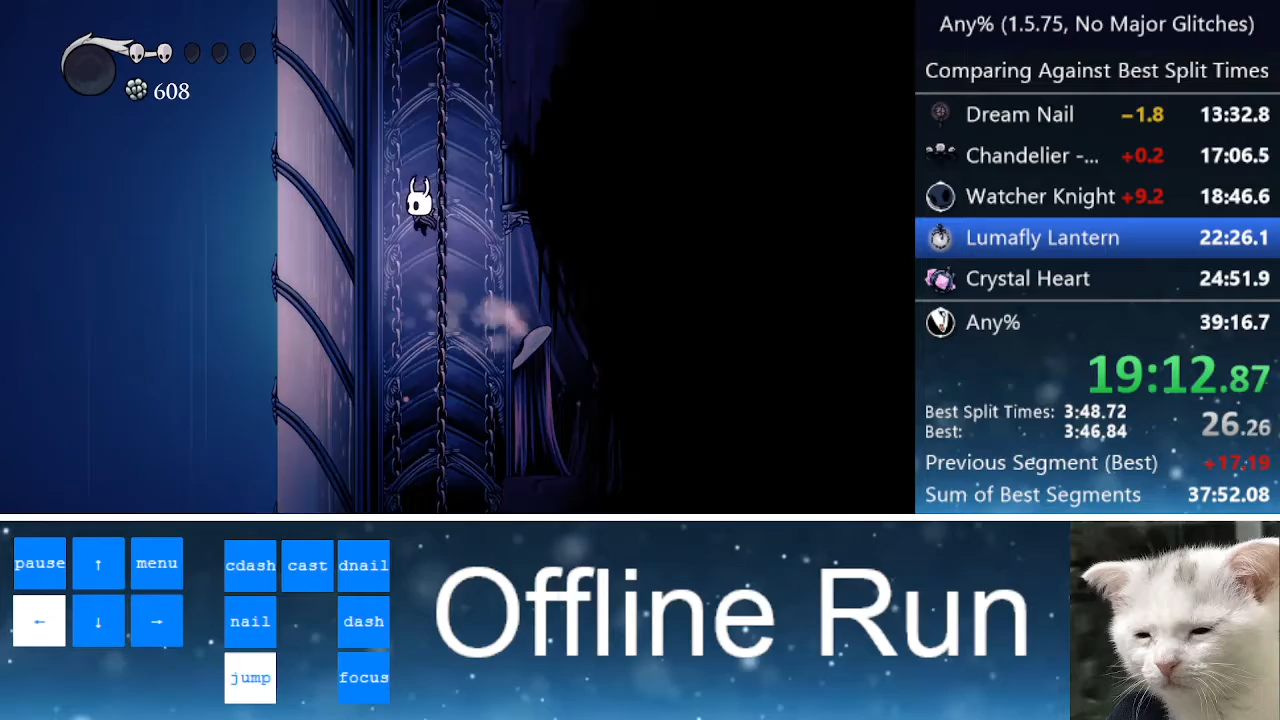 608
Any% (1.5.75, No Major Glitches)
Comparing Against Best Split Times
Dream Nail −1.8 13:32.8
Chandelier -... +0.2 17:06.5
Watcher Knight +9.2 18:46.6
Lumafly Lantern 22:26.1
Crystal Heart 24:51.9
Any% 39:16.7
19:12.87
Best Split Times: 3:48.72
Best: 3:46.84
26.26
Previous Segment (Best) +17.19
Sum of Best Segments 37:52.08
pause ↑ menu
← ↓ →
cdash cast dnail
nail dash
jump focus
Offline Run